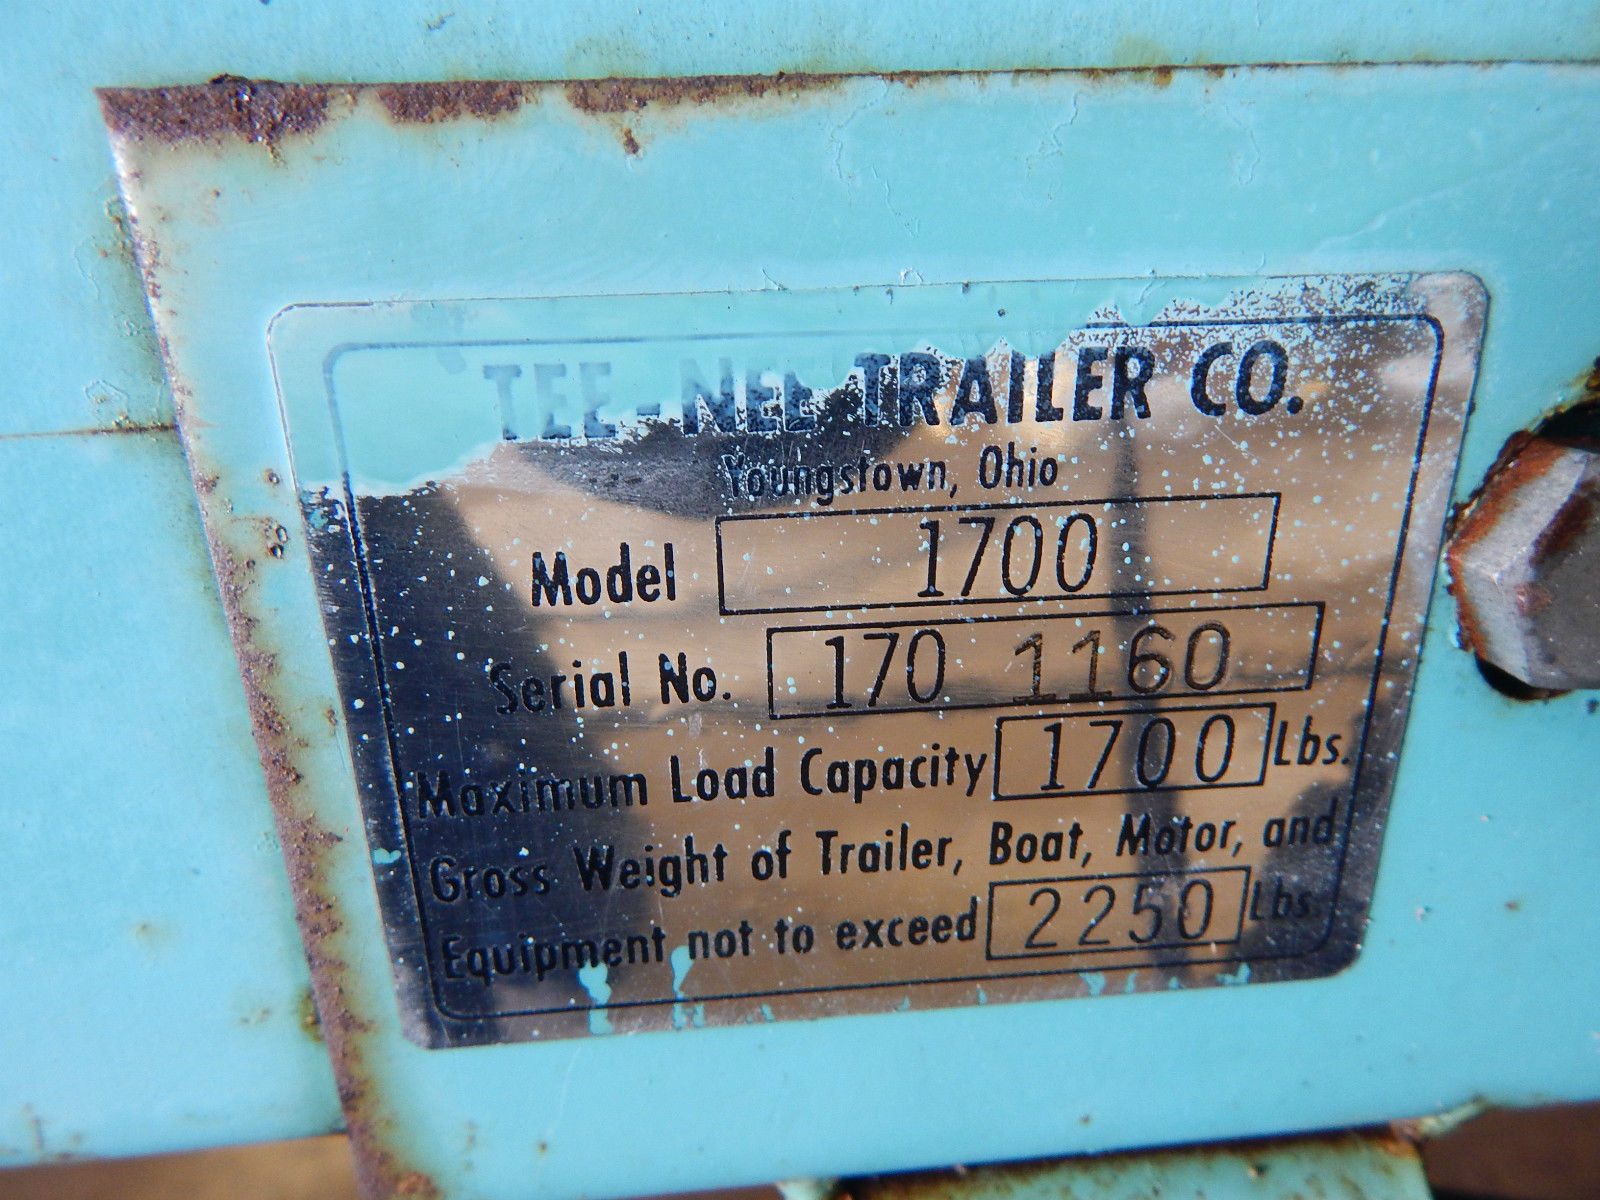 TEE-NEE TRAILER CO.
Youngstown, Ohio
Model 1700
Serial No. 170 1160
Maximum Load Capacity 1700 Lbs.
Gross Weight of Trailer, Boat, Motor, and
Equipment not to exceed 2250 Lbs.